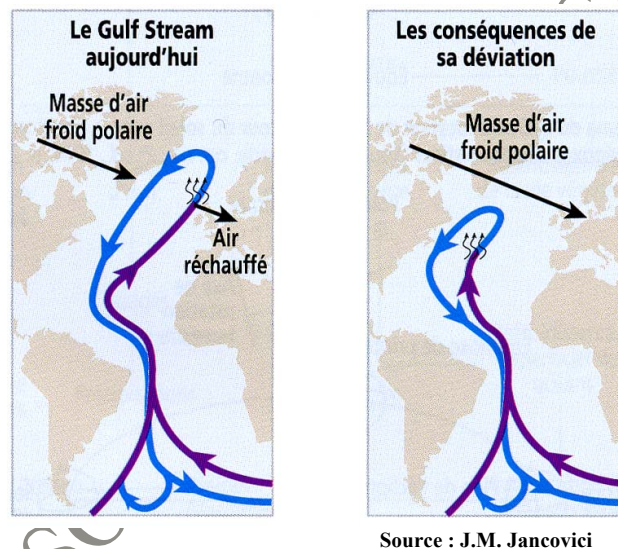 Le Gulf Stream
aujourd'hui
Masse d'air
froid polaire
Air
réchauffé
Les conséquences de
sa déviation
Masse d'air
froid polaire
Source : J.M. Jancovici